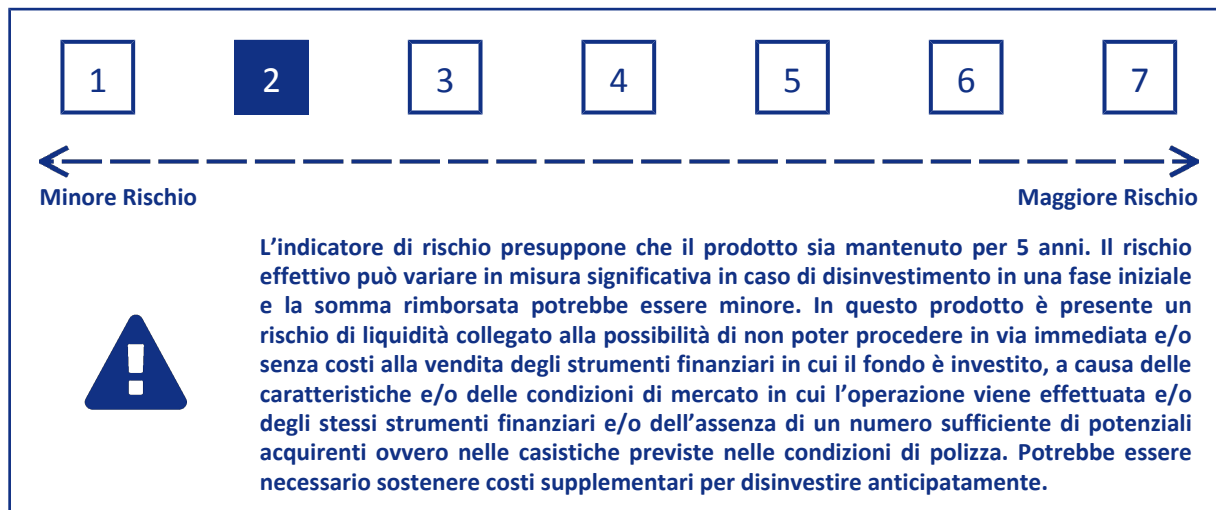 1 2 3 4 5 6 7
Minore Rischio Maggiore Rischio
L’indicatore di rischio presuppone che il prodotto sia mantenuto per 5 anni. Il rischio
effettivo può variare in misura significativa in caso di disinvestimento in una fase iniziale
e la somma rimborsata potrebbe essere minore. In questo prodotto è presente un
rischio di liquidità collegato alla possibilità di non poter procedere in via immediata e/o
senza costi alla vendita degli strumenti finanziari in cui il fondo è investito, a causa delle
caratteristiche e/o delle condizioni di mercato in cui l’operazione viene effettuata e/o
degli stessi strumenti finanziari e/o dell’assenza di un numero sufficiente di potenziali
acquirenti ovvero nelle casistiche previste nelle condizioni di polizza. Potrebbe essere
necessario sostenere costi supplementari per disinvestire anticipatamente.